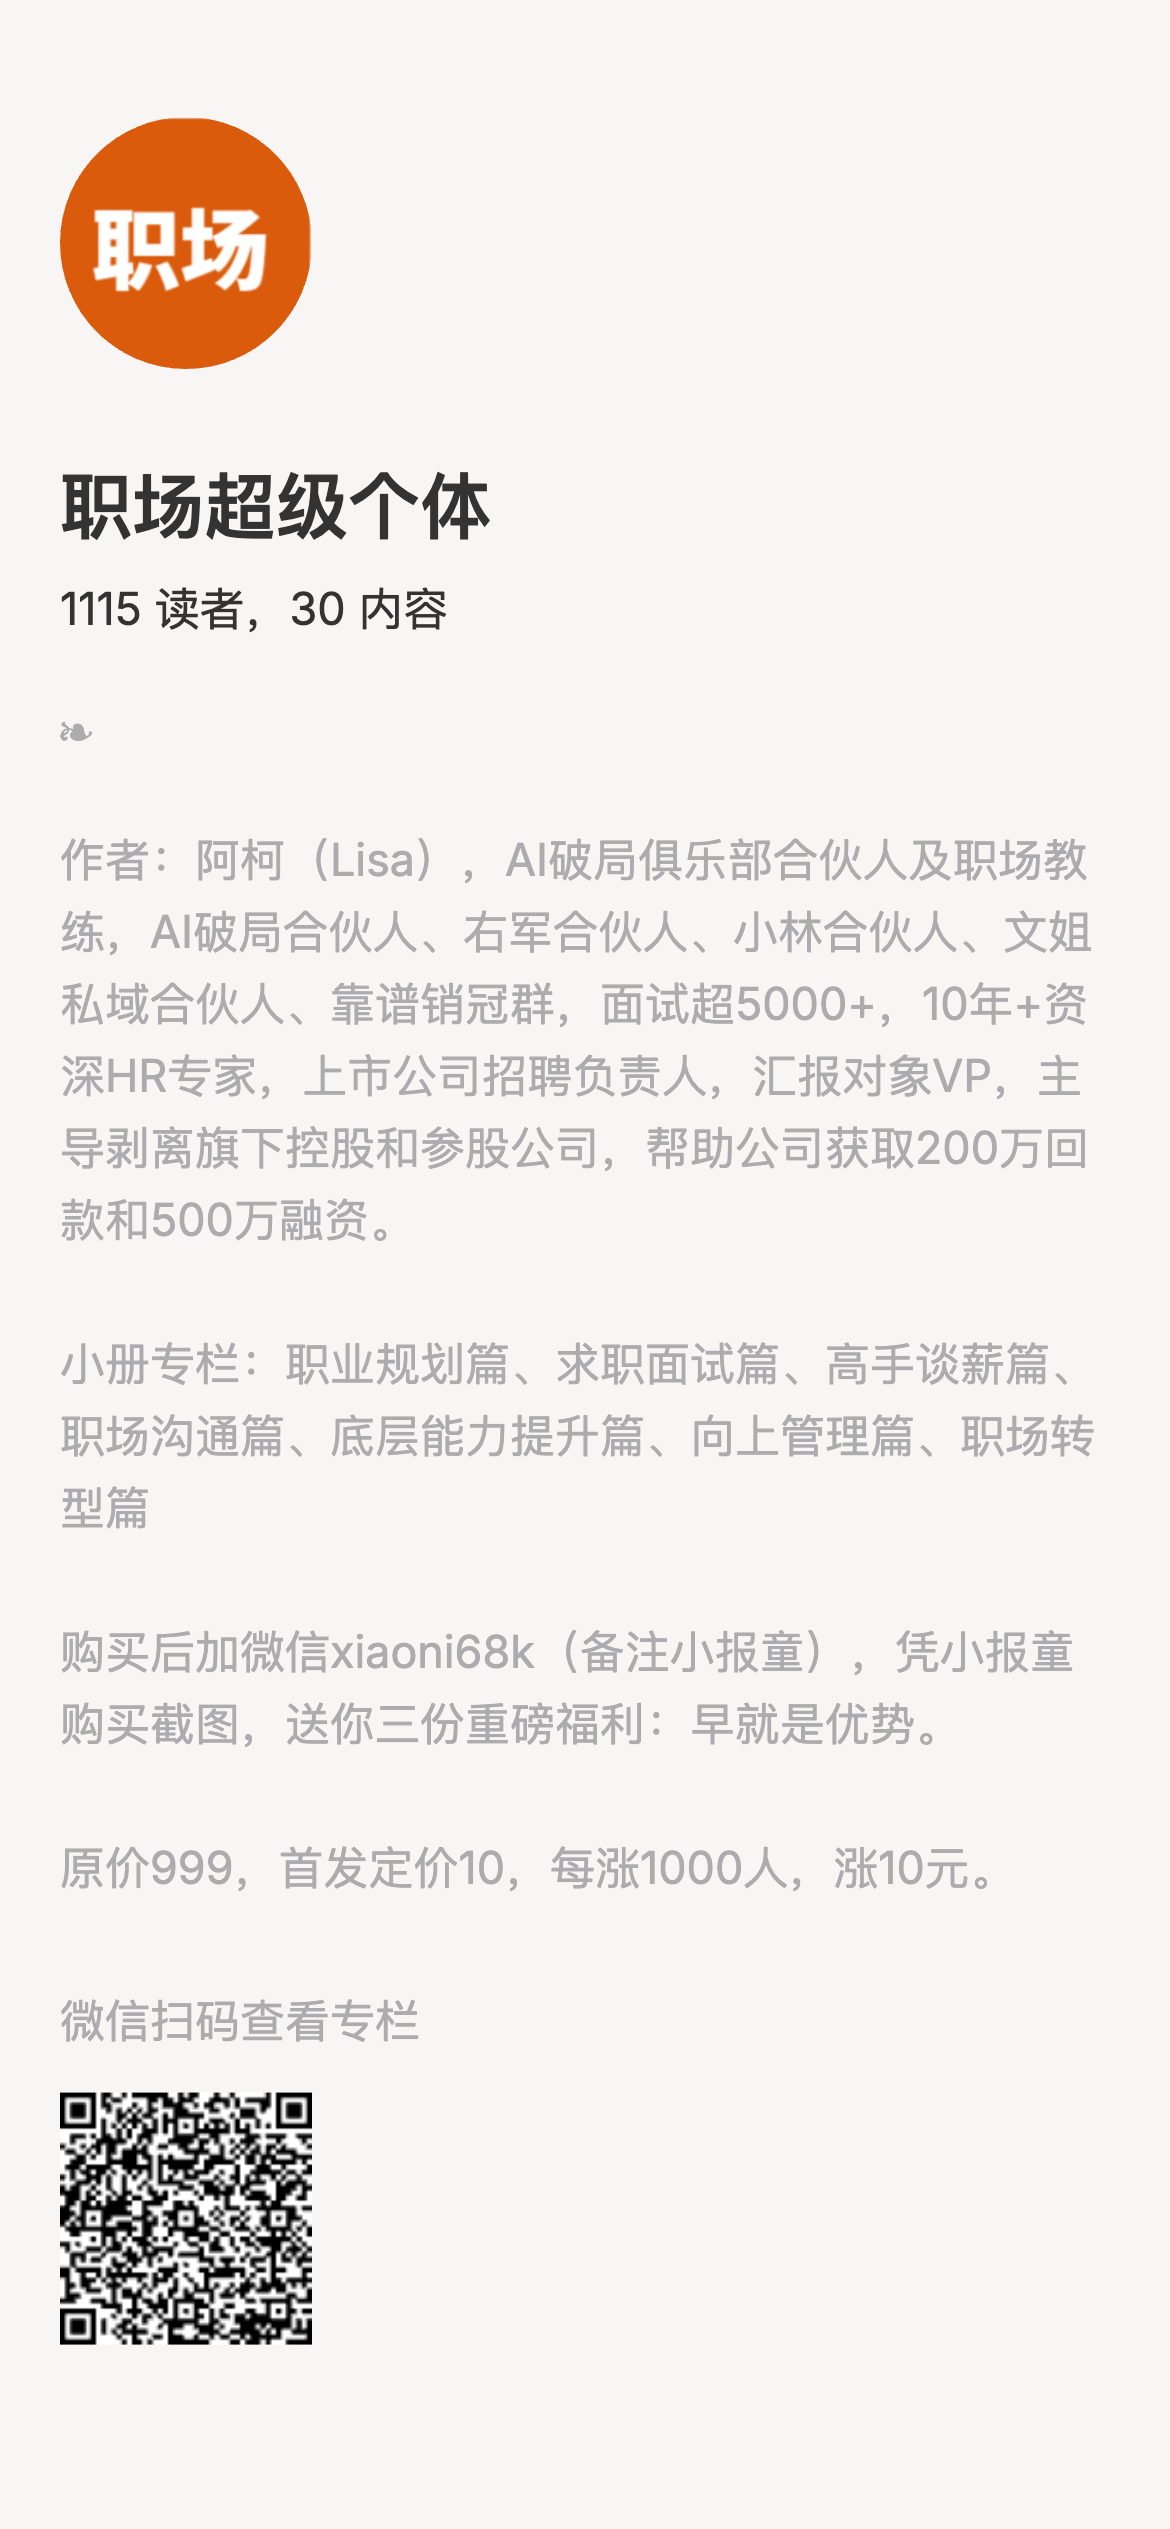 职场
职场超级个体
1115 读者，30 内容
❧
作者：阿柯（Lisa），AI破局俱乐部合伙人及职场教
练，AI破局合伙人、右军合伙人、小林合伙人、文姐
私域合伙人、靠谱销冠群，面试超5000+，10年+资
深HR专家，上市公司招聘负责人，汇报对象VP，主
导剥离旗下控股和参股公司，帮助公司获取200万回
款和500万融资。
小册专栏：职业规划篇、求职面试篇、高手谈薪篇、
职场沟通篇、底层能力提升篇、向上管理篇、职场转
型篇
购买后加微信xiaoni68k（备注小报童），凭小报童
购买截图，送你三份重磅福利：早就是优势。
原价999，首发定价10，每涨1000人，涨10元。
微信扫码查看专栏